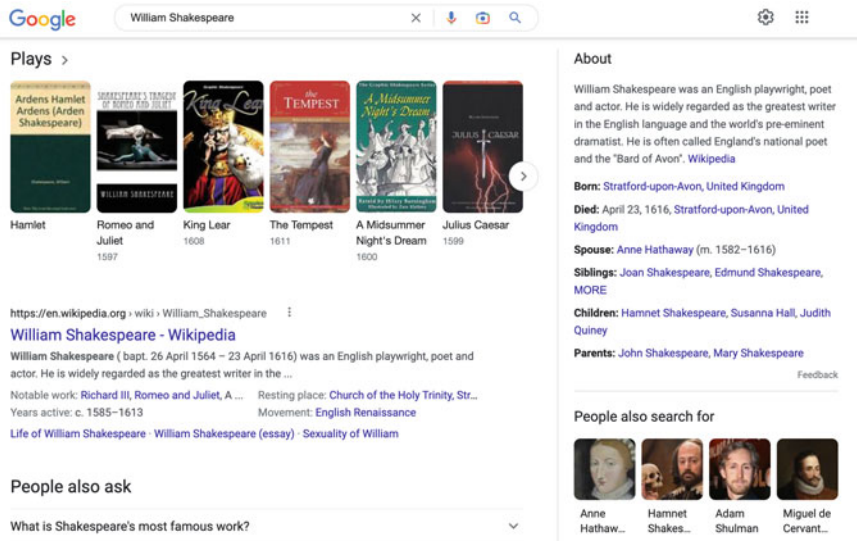 Google
William Shakespeare
Plays
Ardens Hamlet
Ardens (Arden
Shakespeare)
SHAKESPEARE'S TRAGEDY
OF ROMEO AND JULIET
WILLIAM SHAKESPEARE
King Lear
the
TEMPEST
A Midsummer
Night's Dream
JULIUS CAESAR
Hamlet
Romeo and
Juliet
1597
King Lear
1608
The Tempest
1611
A Midsummer
Night's Dream
1600
Julius Caesar
1599
https://en.wikipedia.org › wiki › William_Shakespeare
William Shakespeare - Wikipedia
William Shakespeare ( bapt. 26 April 1564 – 23 April 1616) was an English playwright, poet and
actor. He is widely regarded as the greatest writer in the ...
Notable work: Richard III, Romeo and Juliet, A ... Resting place: Church of the Holy Trinity, Str...
Years active: c. 1585–1613 Movement: English Renaissance
Life of William Shakespeare · William Shakespeare (essay) · Sexuality of William
People also ask
What is Shakespeare's most famous work?
About
William Shakespeare was an English playwright, poet
and actor. He is widely regarded as the greatest writer
in the English language and the world's pre-eminent
dramatist. He is often called England's national poet
and the "Bard of Avon". Wikipedia
Born: Stratford-upon-Avon, United Kingdom
Died: April 23, 1616, Stratford-upon-Avon, United
Kingdom
Spouse: Anne Hathaway (m. 1582–1616)
Siblings: Joan Shakespeare, Edmund Shakespeare,
MORE
Children: Hamnet Shakespeare, Susanna Hall, Judith
Quiney
Parents: John Shakespeare, Mary Shakespeare
Feedback
People also search for
Anne
Hathaw...
Hamnet
Shakes...
Adam
Shulman
Miguel de
Cervant...